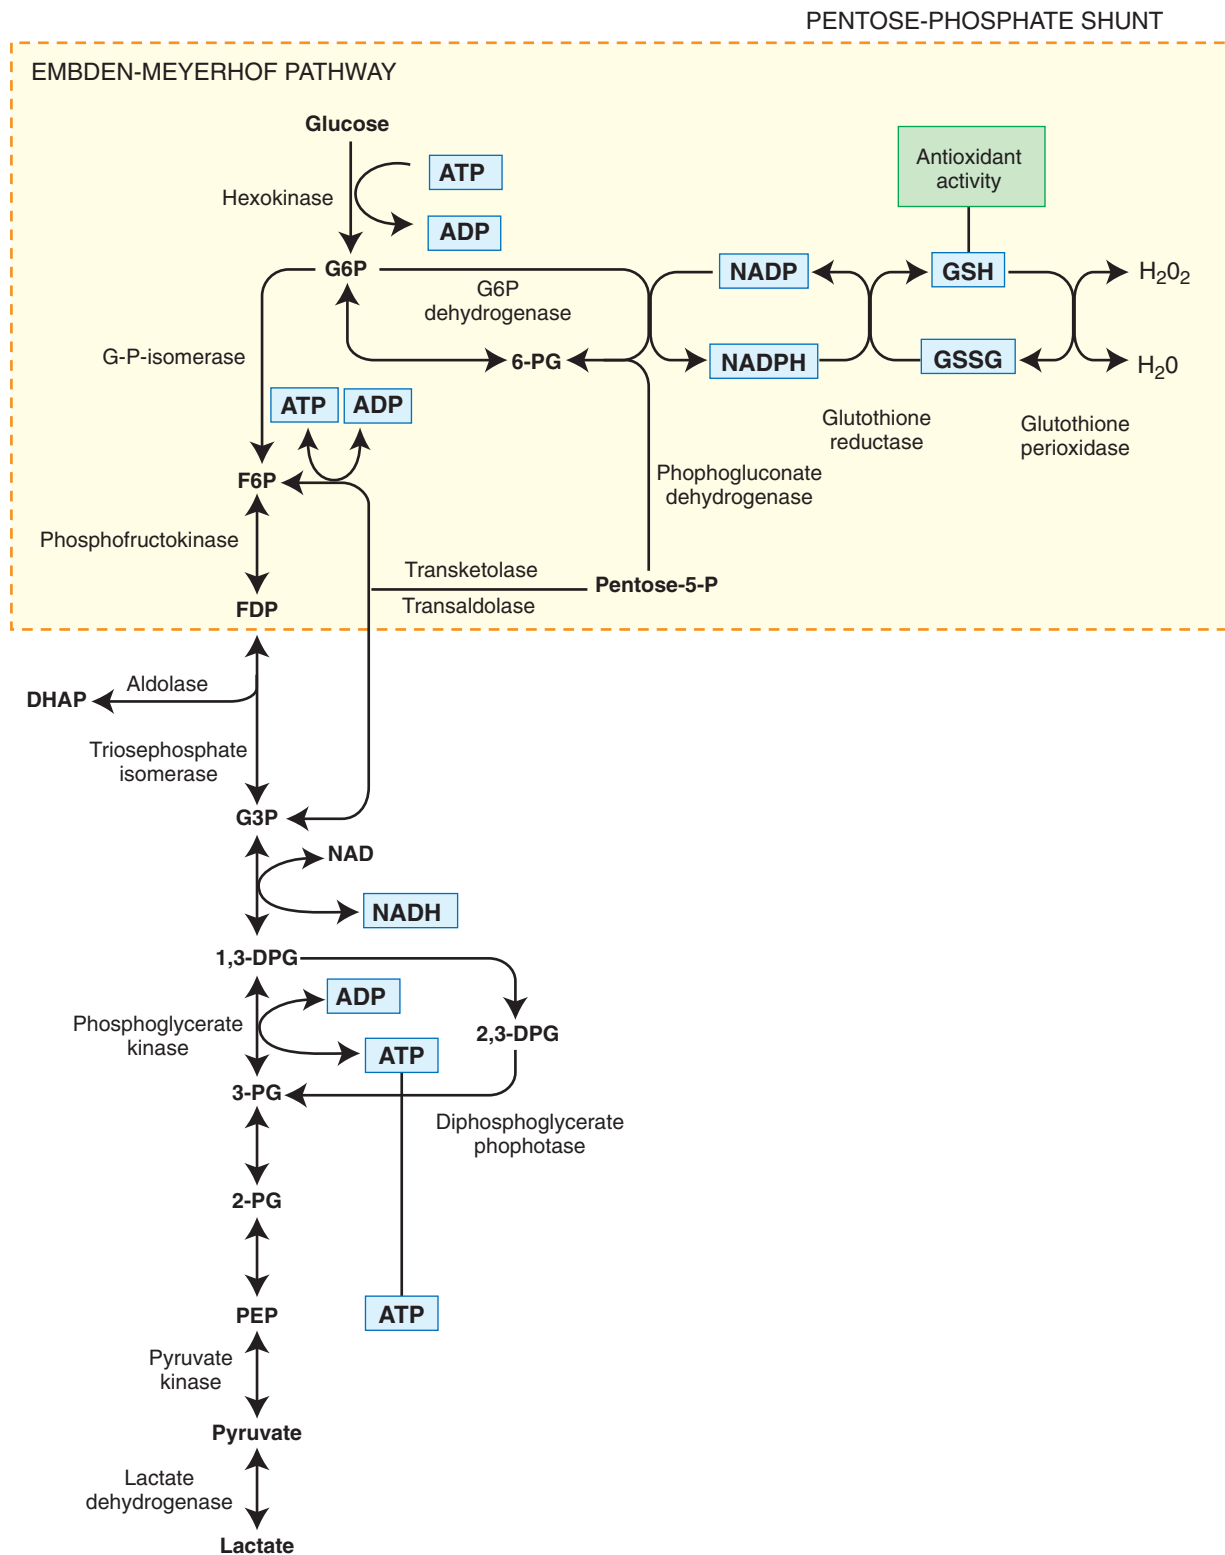 PENTOSE-PHOSPHATE SHUNT
EMBDEN-MEYERHOF PATHWAY
Glucose
Hexokinase
ATP
ADP
Antioxidant
activity
G6P
G6P
dehydrogenase
NADP
GSH
H₂0₂
G-P-isomerase
6-PG
NADPH
GSSG
H₂0
ATP
ADP
Glutothione
reductase
Glutothione
perioxidase
F6P
Phophogluconate
dehydrogenase
Phosphofructokinase
Transketolase
Transaldolase
Pentose-5-P
FDP
DHAP
Aldolase
Triosephosphate
isomerase
G3P
NAD
NADH
1,3-DPG
ADP
Phosphoglycerate
kinase
2,3-DPG
ATP
3-PG
Diphosphoglycerate
phophotase
2-PG
PEP
ATP
Pyruvate
kinase
Pyruvate
Lactate
dehydrogenase
Lactate